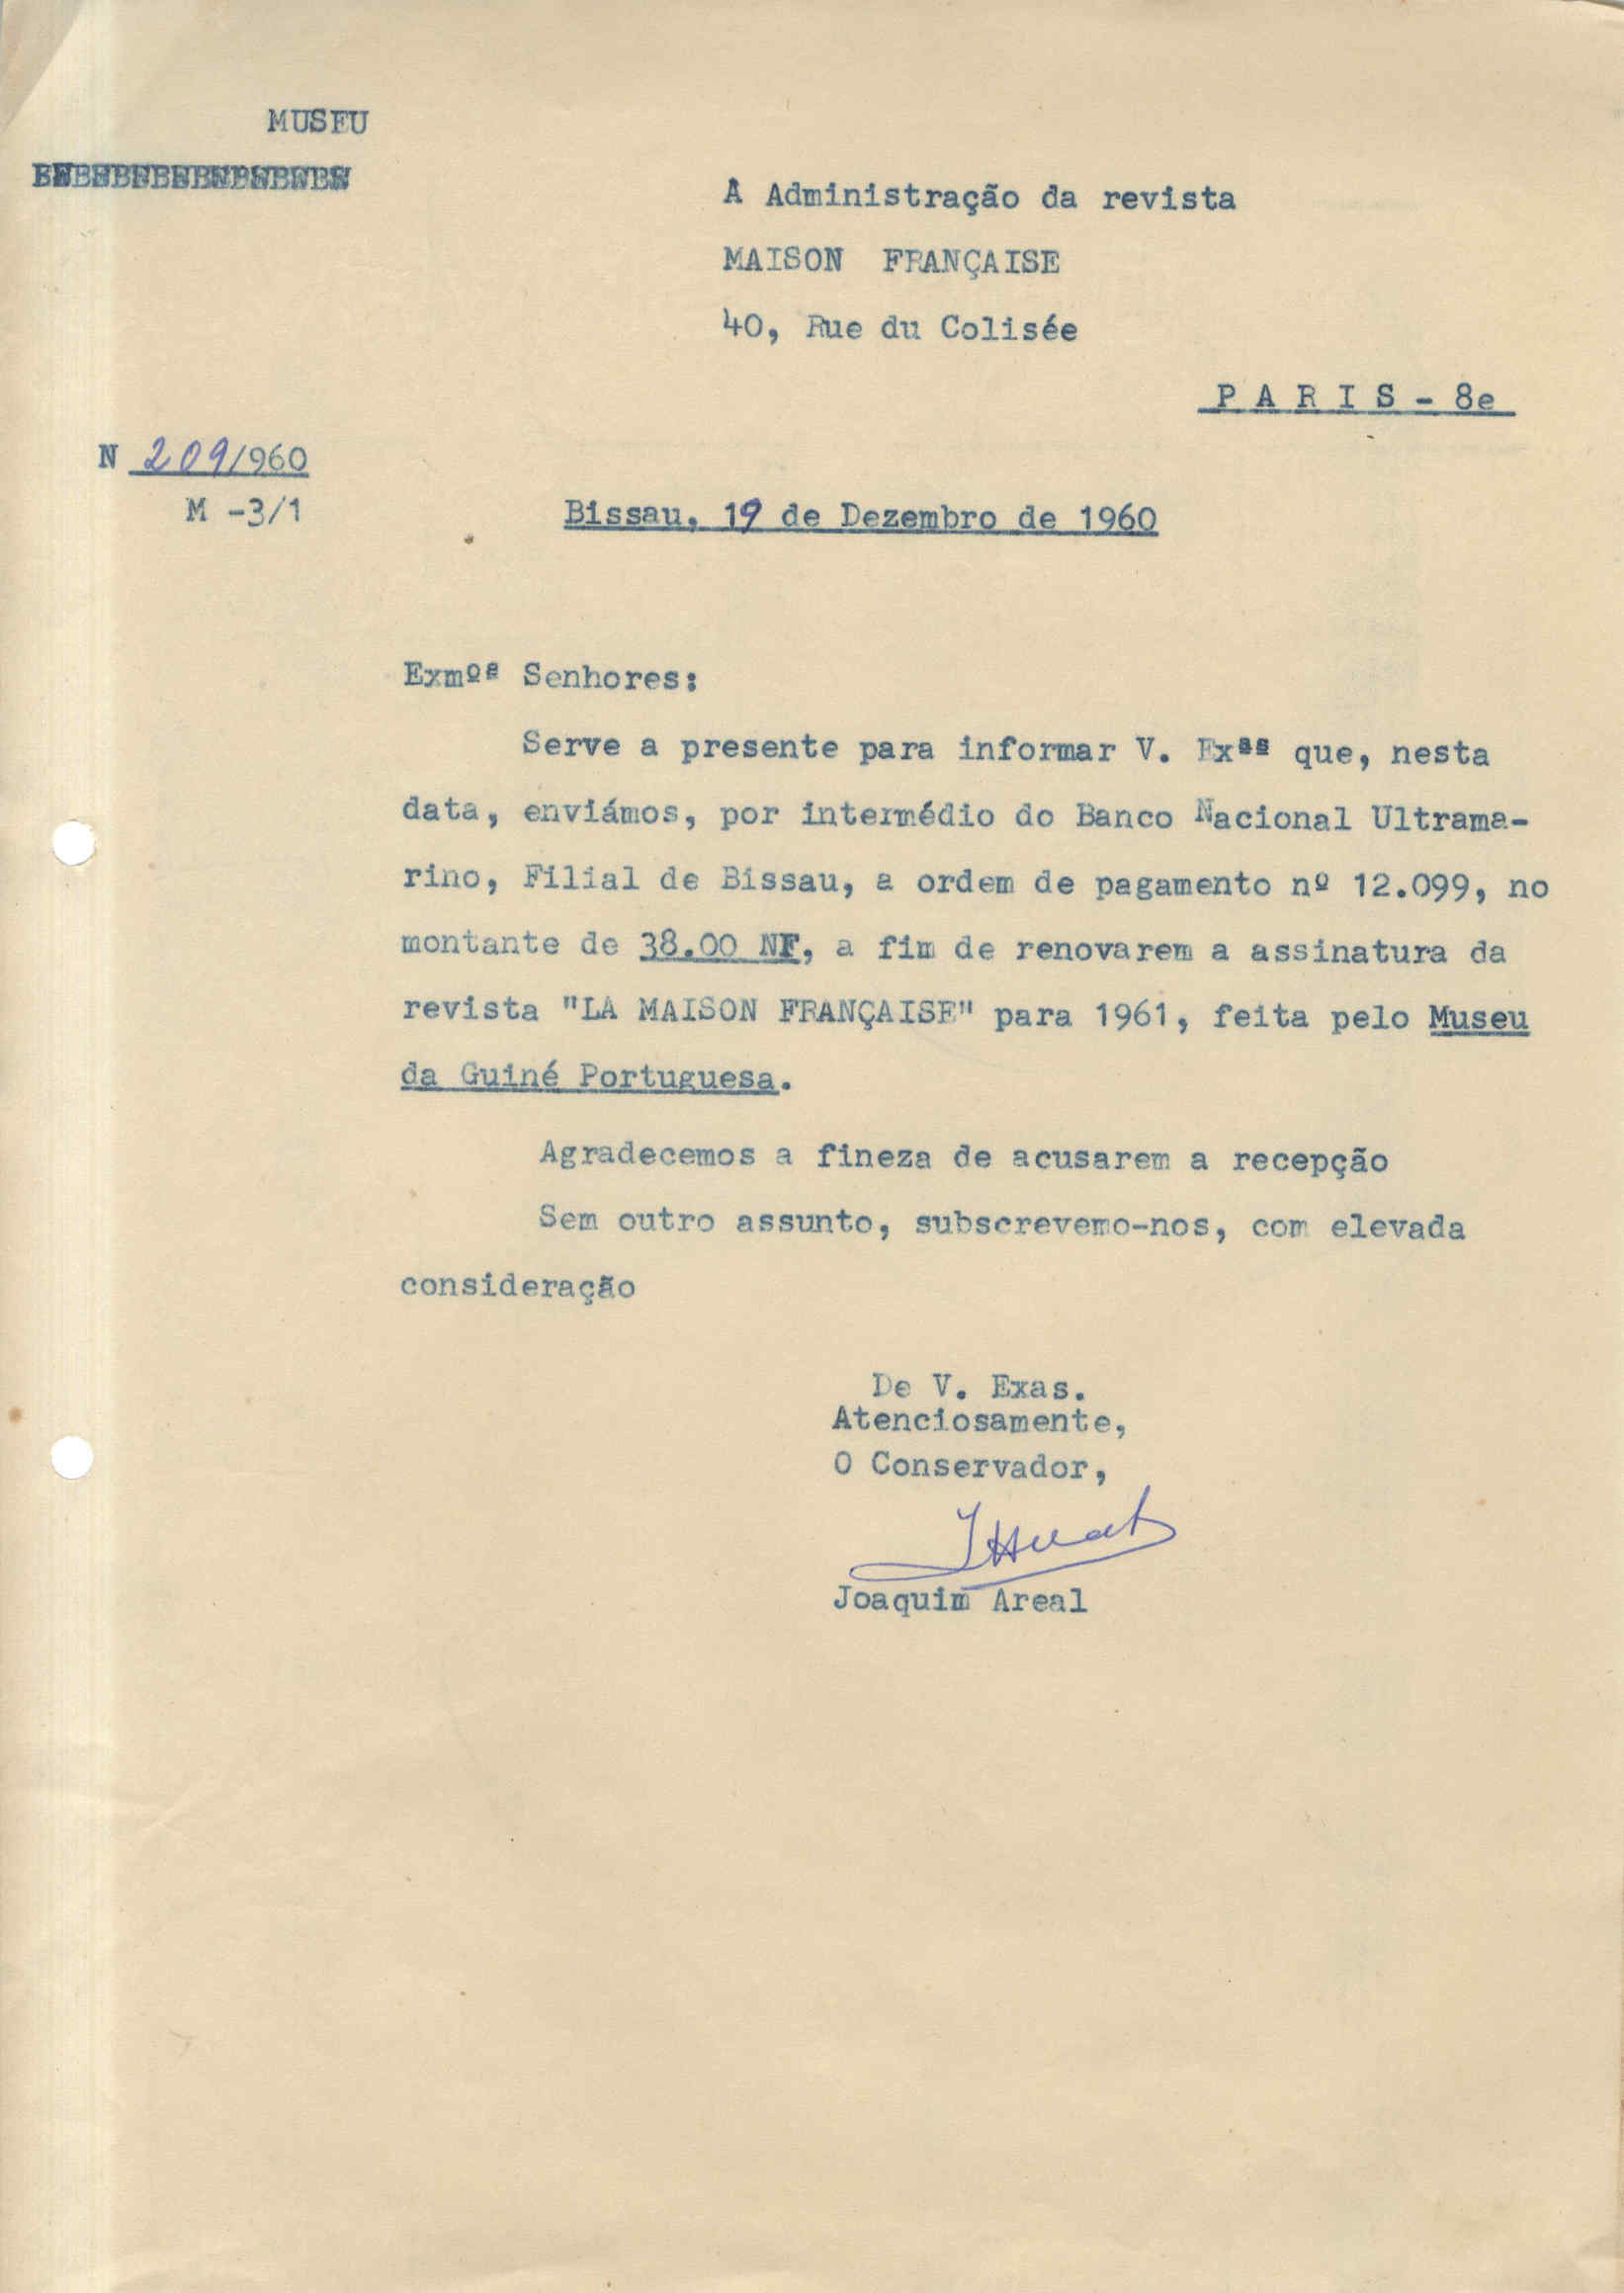 MUSEU
A Administração da revista
MAISON FRANÇAISE
40, Rue du Colisée
P A R I S - 8e
N 209/960
M -3/1
Bissau, 19 de Dezembro de 1960
Exmºs Senhores:
Serve a presente para informar V. Exªs que, nesta
data, enviámos, por intermédio do Banco Nacional Ultrama-
rino, Filial de Bissau, a ordem de pagamento nº 12.099, no
montante de 38.00 NF, a fim de renovarem a assinatura da
revista "LA MAISON FRANÇAISE" para 1961, feita pelo Museu
da Guiné Portuguesa.
Agradecemos a fineza de acusarem a recepção
Sem outro assunto, subscrevemo-nos, com elevada
consideração
De V. Exas.
Atenciosamente,
O Conservador,
Joaquim Areal